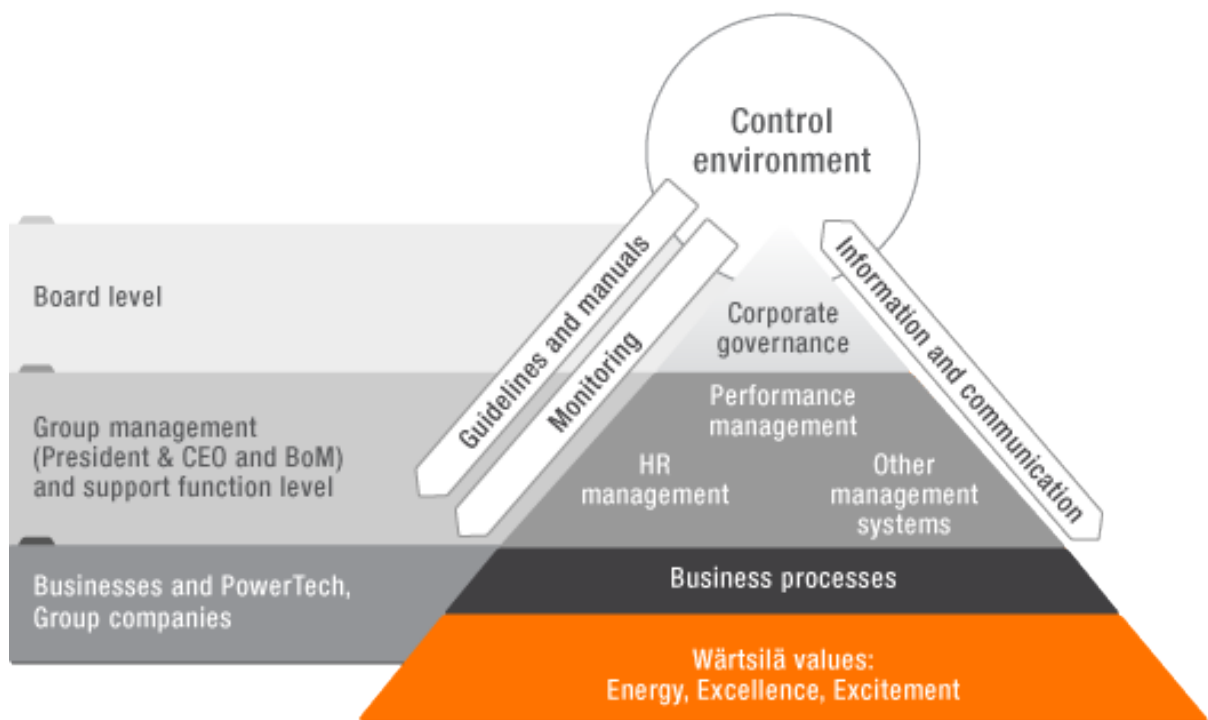 Control
environment
Guidelines and manuals
Monitoring
Information and communication
Board level
Corporate
governance
Group management
(President & CEO and BoM)
and support function level
Performance
management
HR
management
Other
management
systems
Businesses and PowerTech,
Group companies
Business processes
Wärtsilä values:
Energy, Excellence, Excitement